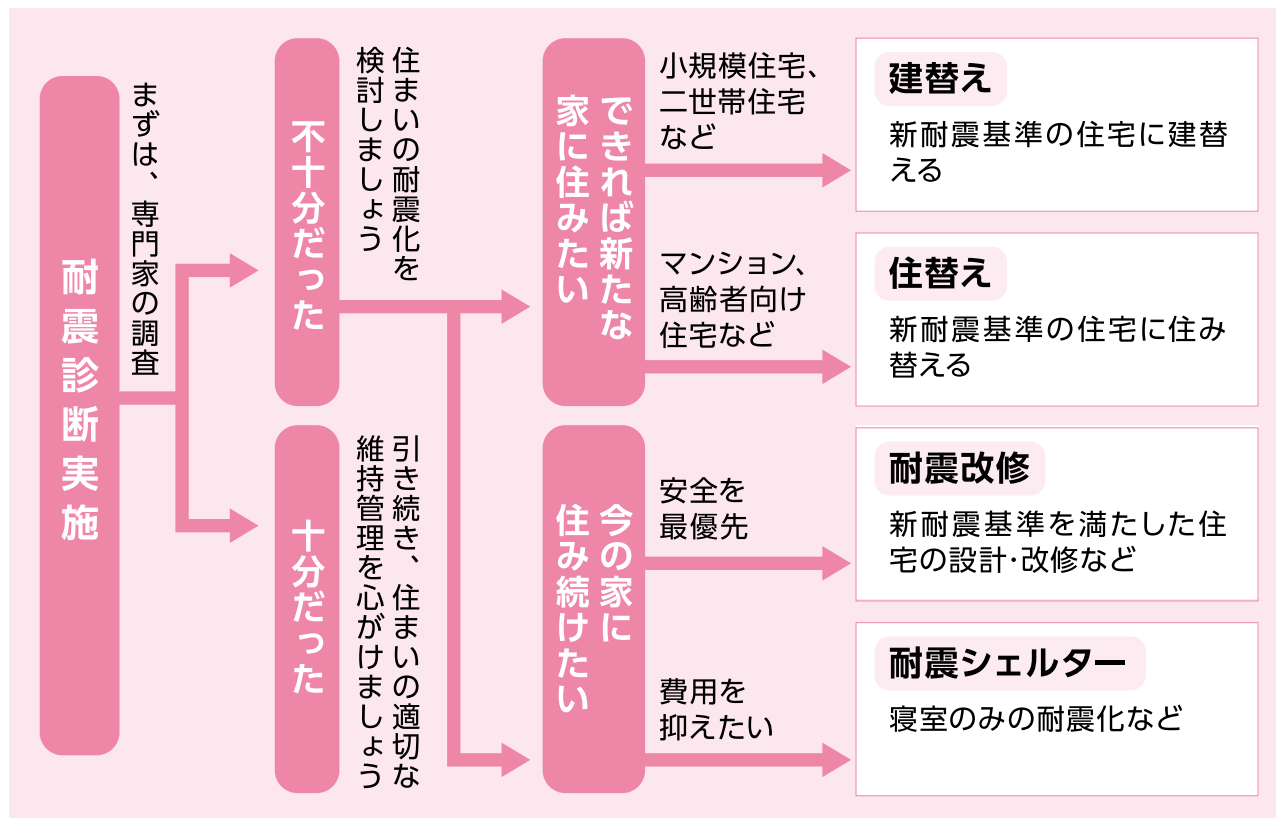 耐震診断実施
まずは、専門家の調査
不十分だった
住まいの耐震化を
検討しましょう
十分だった
引き続き、住まいの適切な
維持管理を心がけましょう
できれば新たな
家に住みたい
小規模住宅、
二世帯住宅
など
マンション、
高齢者向け
住宅など
今の家に
住み続けたい
安全を
最優先
費用を
抑えたい
建替え
新耐震基準の住宅に建替
える
住替え
新耐震基準の住宅に住み
替える
耐震改修
新耐震基準を満たした住
宅の設計・改修など
耐震シェルター
寝室のみの耐震化など